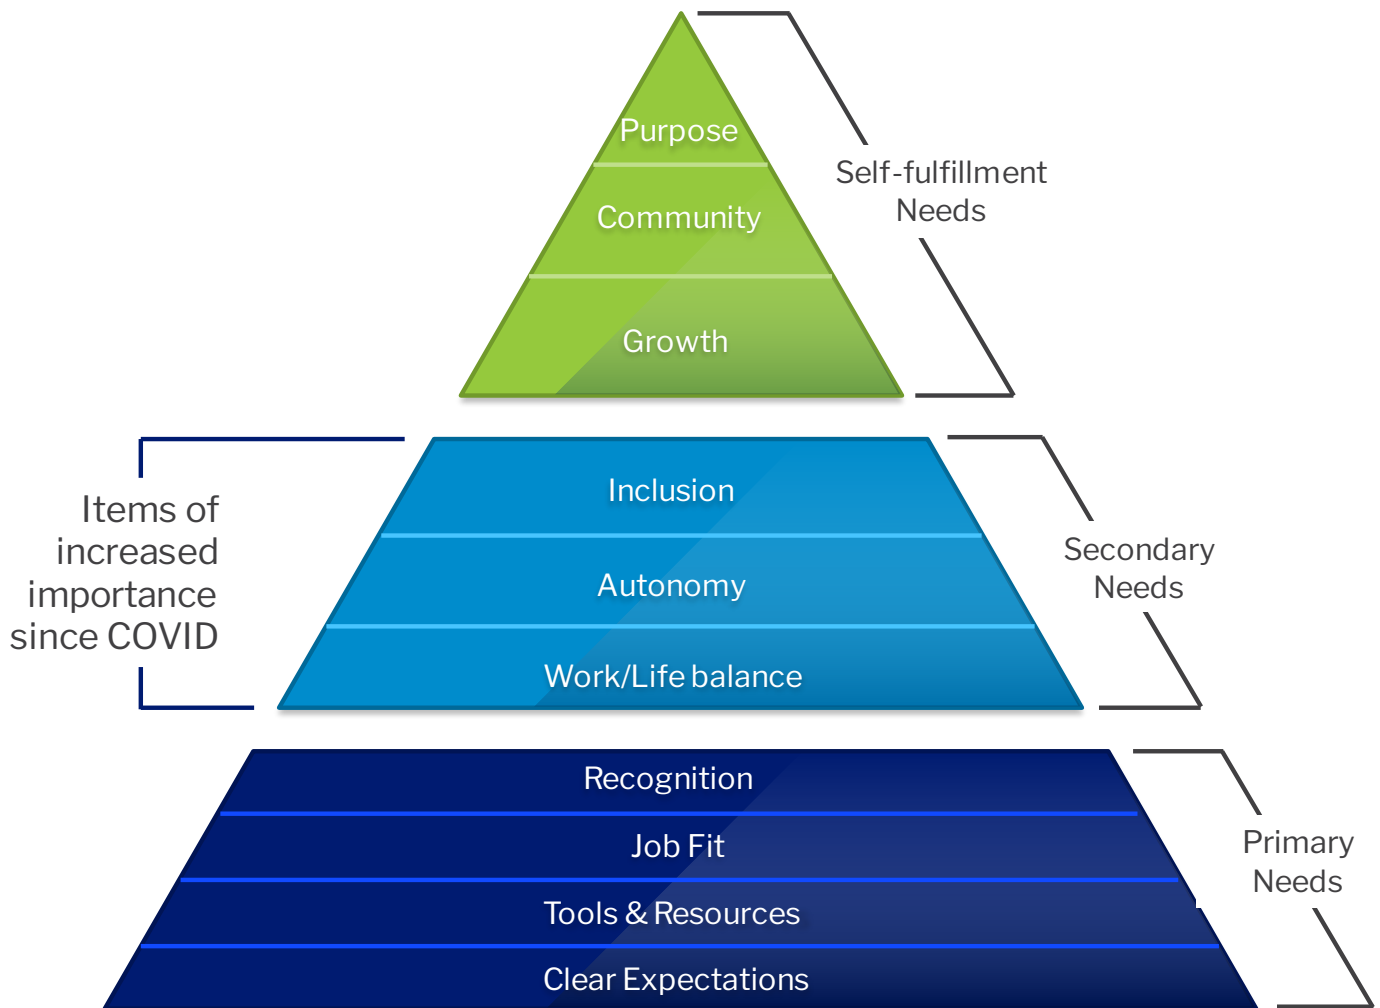 Purpose
Community
Growth
Self-fulfillment
Needs
Inclusion
Autonomy
Work/Life balance
Items of
increased
importance
since COVID
Secondary
Needs
Recognition
Job Fit
Tools & Resources
Clear Expectations
Primary
Needs